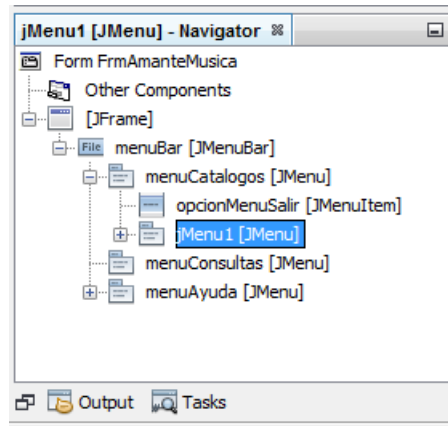 jMenu1 [JMenu] - Navigator
Form FrmAmanteMusica
Other Components
[JFrame]
File menuBar [JMenuBar]
menuCatalogos [JMenu]
opcionMenuSalir [JMenuItem]
jMenu1 [JMenu]
menuConsultas [JMenu]
menuAyuda [JMenu]
Output Tasks